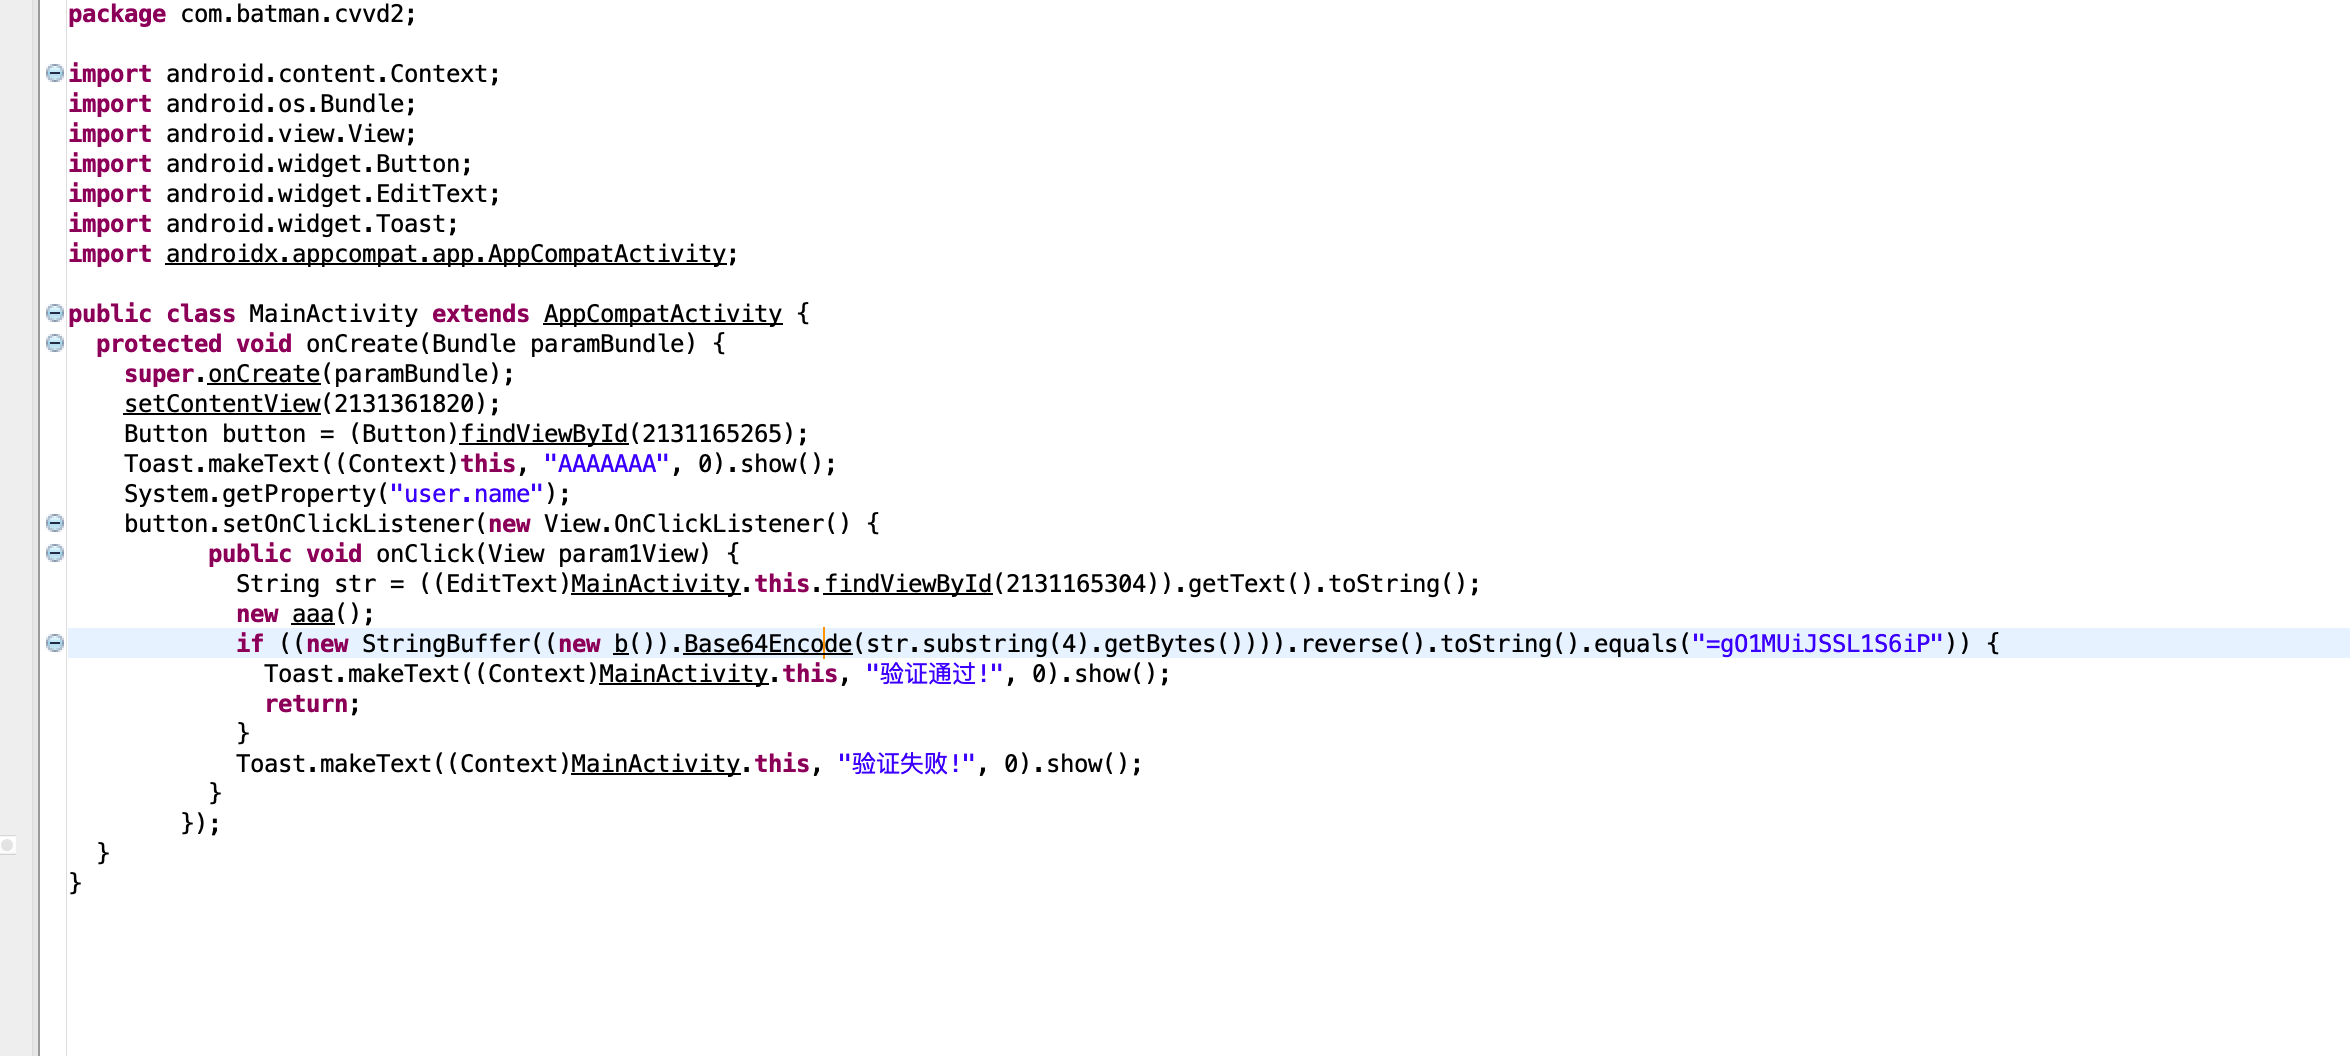 package com.batman.cvvd2;
import android.content.Context;
import android.os.Bundle;
import android.view.View;
import android.widget.Button;
import android.widget.EditText;
import android.widget.Toast;
import androidx.appcompat.app.AppCompatActivity;
public class MainActivity extends AppCompatActivity {
protected void onCreate(Bundle paramBundle) {
super.onCreate(paramBundle);
setContentView(2131361820);
Button button = (Button)findViewById(2131165265);
Toast.makeText((Context)this, "AAAAAAA", 0).show();
System.getProperty("user.name");
button.setOnClickListener(new View.OnClickListener() {
public void onClick(View param1View) {
String str = ((EditText)MainActivity.this.findViewById(2131165304)).getText().toString();
new aaa();
if ((new StringBuffer((new b()).Base64Encode(str.substring(4).getBytes()))).reverse().toString().equals("=gO1MUiJSSL1S6iP")) {
Toast.makeText((Context)MainActivity.this, "验证通过!", 0).show();
return;
}
Toast.makeText((Context)MainActivity.this, "验证失败!", 0).show();
}
});
}
}